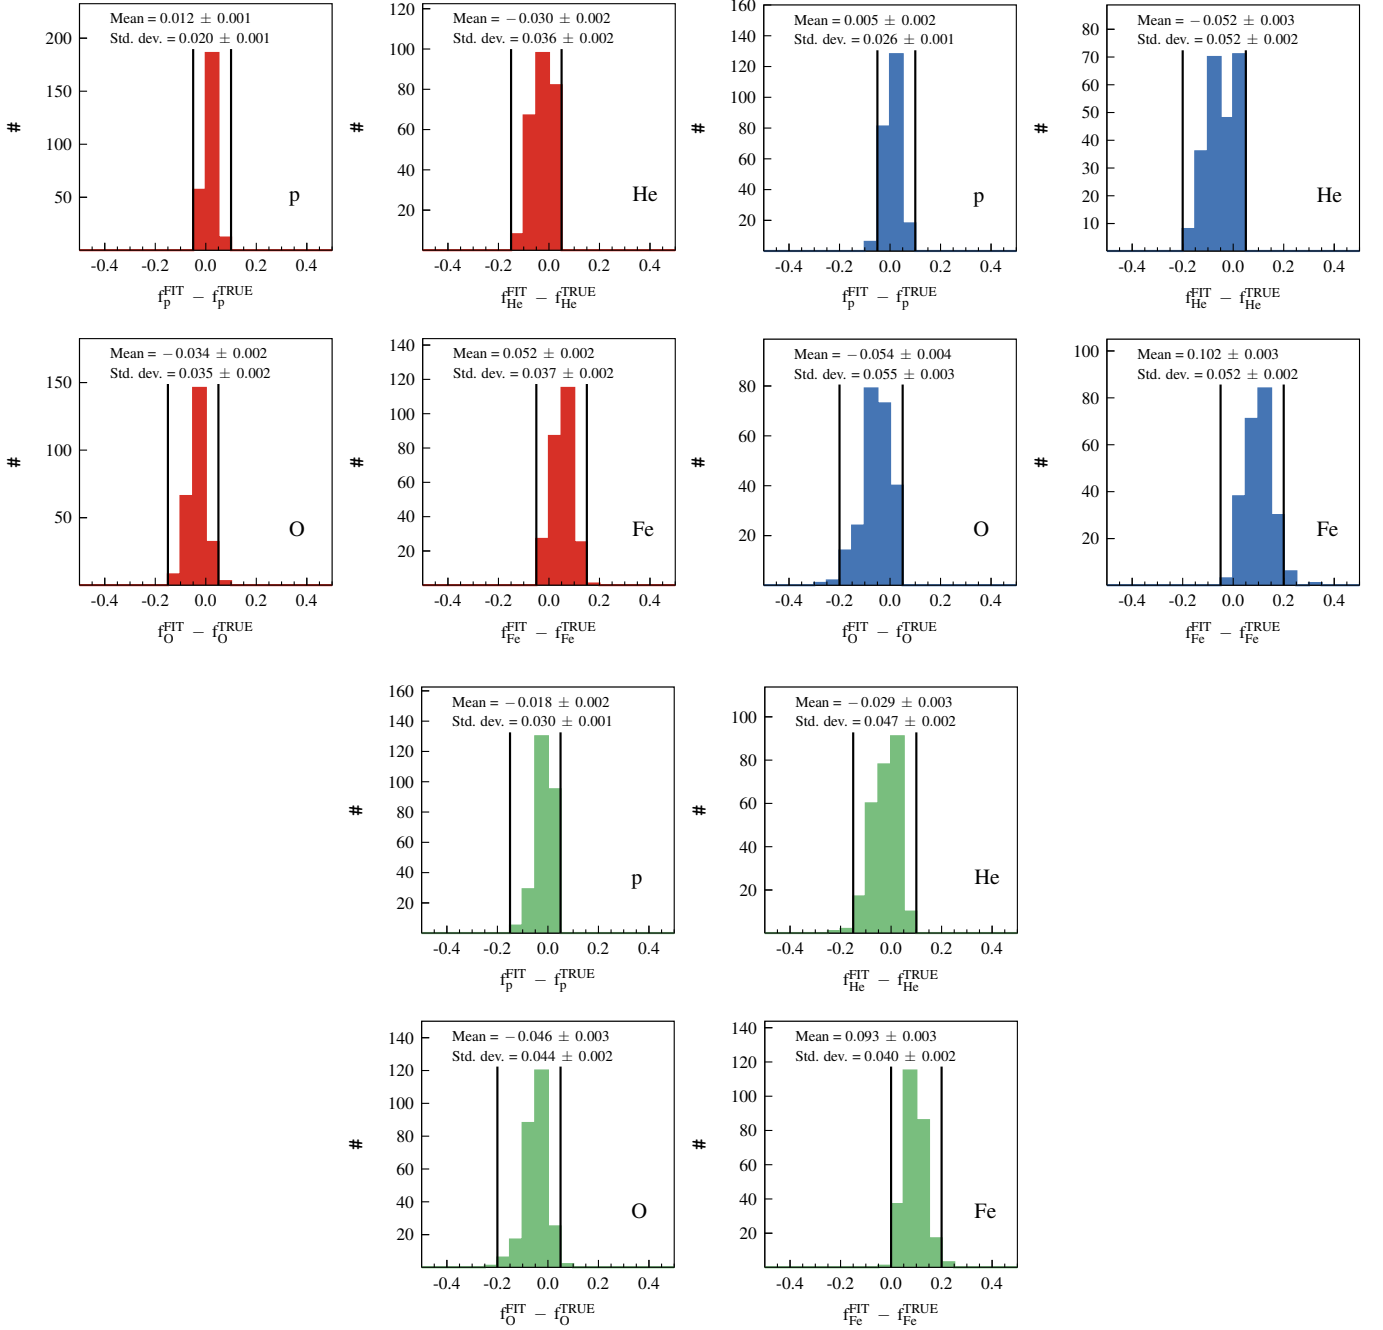 Mean = 0.012 ± 0.001
Std. dev. = 0.020 ± 0.001
200
150
100
50
#
p
-0.4 -0.2 0.0 0.2 0.4
f_p^FIT − f_p^TRUE
Mean = −0.030 ± 0.002
Std. dev. = 0.036 ± 0.002
120
100
80
60
40
20
#
He
-0.4 -0.2 0.0 0.2 0.4
f_He^FIT − f_He^TRUE
Mean = 0.005 ± 0.002
Std. dev. = 0.026 ± 0.001
160
140
120
100
80
60
40
20
#
p
-0.4 -0.2 0.0 0.2 0.4
f_p^FIT − f_p^TRUE
Mean = −0.052 ± 0.003
Std. dev. = 0.052 ± 0.002
80
70
60
50
40
30
20
10
#
He
-0.4 -0.2 0.0 0.2 0.4
f_He^FIT − f_He^TRUE
Mean = −0.034 ± 0.002
Std. dev. = 0.035 ± 0.002
150
100
50
#
O
-0.4 -0.2 0.0 0.2 0.4
f_O^FIT − f_O^TRUE
Mean = 0.052 ± 0.002
Std. dev. = 0.037 ± 0.002
140
120
100
80
60
40
20
#
Fe
-0.4 -0.2 0.0 0.2 0.4
f_Fe^FIT − f_Fe^TRUE
Mean = −0.054 ± 0.004
Std. dev. = 0.055 ± 0.003
80
60
40
20
#
O
-0.4 -0.2 0.0 0.2 0.4
f_O^FIT − f_O^TRUE
Mean = 0.102 ± 0.003
Std. dev. = 0.052 ± 0.002
100
80
60
40
20
#
Fe
-0.4 -0.2 0.0 0.2 0.4
f_Fe^FIT − f_Fe^TRUE
Mean = −0.018 ± 0.002
Std. dev. = 0.030 ± 0.001
160
140
120
100
80
60
40
20
#
p
-0.4 -0.2 0.0 0.2 0.4
f_p^FIT − f_p^TRUE
Mean = −0.029 ± 0.003
Std. dev. = 0.047 ± 0.002
100
80
60
40
20
#
He
-0.4 -0.2 0.0 0.2 0.4
f_He^FIT − f_He^TRUE
Mean = −0.046 ± 0.003
Std. dev. = 0.044 ± 0.002
140
120
100
80
60
40
20
#
O
-0.4 -0.2 0.0 0.2 0.4
f_O^FIT − f_O^TRUE
Mean = 0.093 ± 0.003
Std. dev. = 0.040 ± 0.002
140
120
100
80
60
40
20
#
Fe
-0.4 -0.2 0.0 0.2 0.4
f_Fe^FIT − f_Fe^TRUE